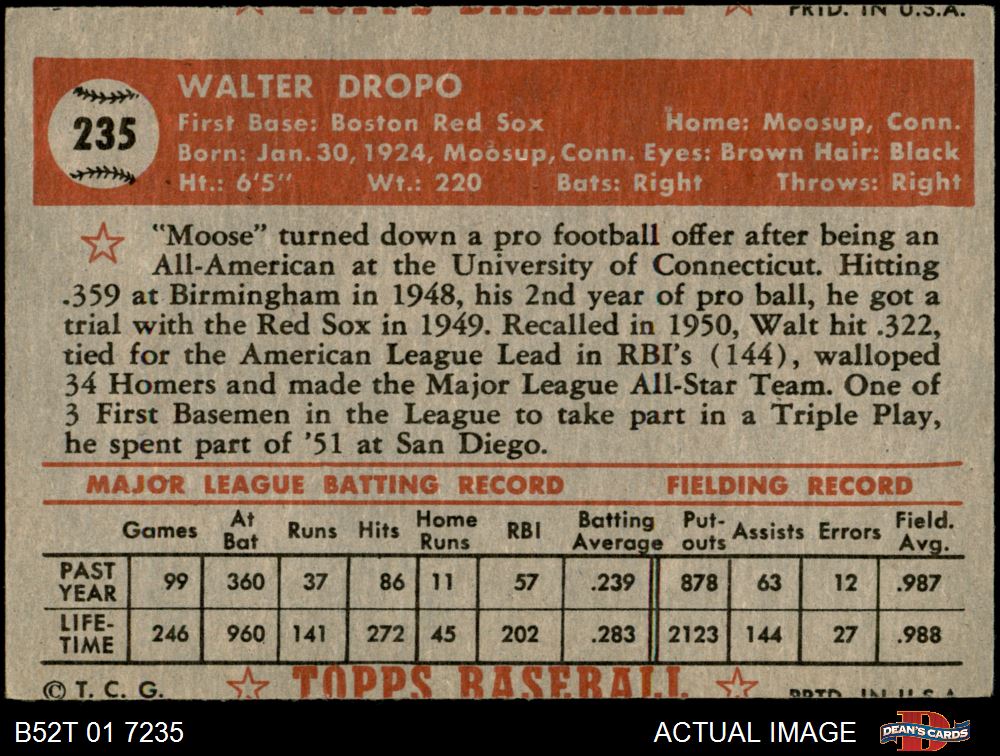 TOPPS BASEBALL PRTD. IN U.S.A.
WALTER DROPO
235
First Base: Boston Red Sox Home: Moosup, Conn.
Born: Jan. 30, 1924, Moosup, Conn. Eyes: Brown Hair: Black
Ht.: 6'5" Wt.: 220 Bats: Right Throws: Right
"Moose" turned down a pro football offer after being an
All-American at the University of Connecticut. Hitting
.359 at Birmingham in 1948, his 2nd year of pro ball, he got a
trial with the Red Sox in 1949. Recalled in 1950, Walt hit .322,
tied for the American League Lead in RBI's (144), walloped
34 Homers and made the Major League All-Star Team. One of
3 First Basemen in the League to take part in a Triple Play,
he spent part of '51 at San Diego.
MAJOR LEAGUE BATTING RECORD FIELDING RECORD
Games At Bat Runs Hits Home Runs RBI Batting Average Put-outs Assists Errors Field. Avg.
PAST YEAR 99 360 37 86 11 57 .239 878 63 12 .987
LIFE-TIME 246 960 141 272 45 202 .283 2123 144 27 .988
© T. C. G. TOPPS BASEBALL PRTD. IN U.S.A.
B52T 01 7235 ACTUAL IMAGE DEAN'S CARDS